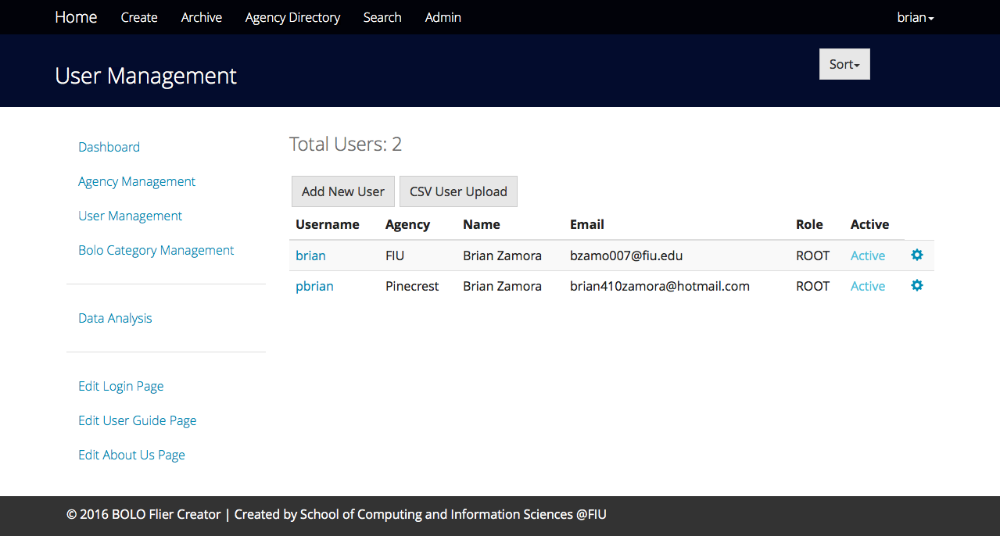 Home Create Archive Agency Directory Search Admin brian
User Management
Sort
Dashboard
Agency Management
User Management
Bolo Category Management
Data Analysis
Edit Login Page
Edit User Guide Page
Edit About Us Page
Total Users: 2
Add New User CSV User Upload
Username Agency Name Email Role Active
brian FIU Brian Zamora bzamo007@fiu.edu ROOT Active
pbrian Pinecrest Brian Zamora brian410zamora@hotmail.com ROOT Active
© 2016 BOLO Flier Creator | Created by School of Computing and Information Sciences @FIU